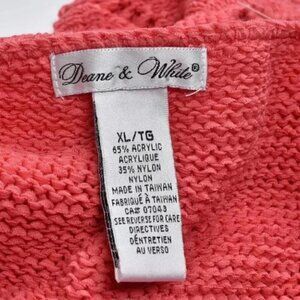 Deane & White®
XL/TG
65% ACRYLIC
ACRYLIQUE
35% NYLON
NYLON
MADE IN TAIWAN
FABRIQUÉ À TAIWAN
CA# 07043
SEE REVERSE FOR CARE
DIRECTIVES
DÉNTRETIEN
AU VERSO